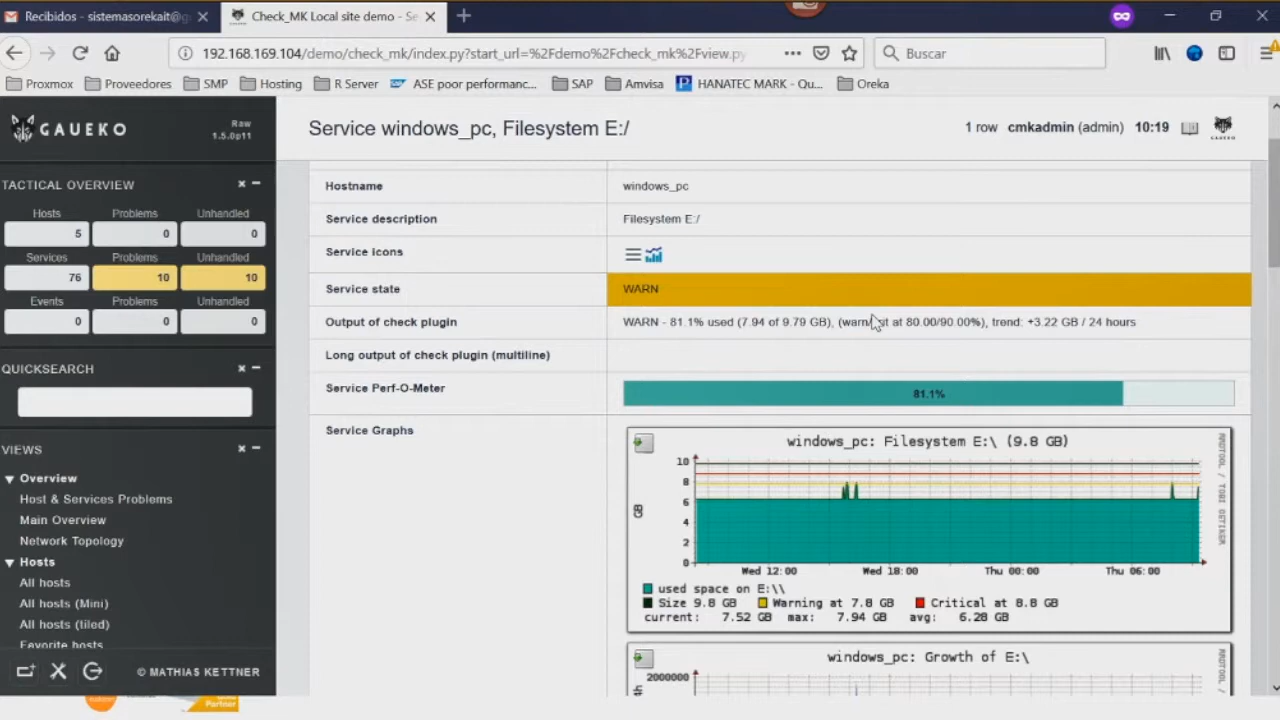 Recibidos - sistemasorekait@g
Check_MK Local site demo - Se
192.168.169.104/demo/check_mk/index.py?start_url=%2Fdemo%2Fcheck_mk%2Fview.py
Buscar
Proxmox
Proveedores
SMP
Hosting
R Server
ASE poor performanc...
SAP
Amvisa
HANATEC MARK - Qu...
Oreka
GAUEKO
Raw
1.5.0p11
Service windows_pc, Filesystem E:/
1 row cmkadmin (admin) 10:19
GAUEKO
TACTICAL OVERVIEW
Hosts Problems Unhandled
5 0 0
Services Problems Unhandled
76 10 10
Events Problems Unhandled
0 0 0
QUICKSEARCH
VIEWS
Overview
Host & Services Problems
Main Overview
Network Topology
Hosts
All hosts
All hosts (Mini)
All hosts (tiled)
Favorite hosts
© MATHIAS KETTNER
Hostname windows_pc
Service description Filesystem E:/
Service icons
Service state WARN
Output of check plugin WARN - 81.1% used (7.94 of 9.79 GB), (warn/crit at 80.00/90.00%), trend: +3.22 GB / 24 hours
Long output of check plugin (multiline)
Service Perf-O-Meter 81.1%
Service Graphs
windows_pc: Filesystem E:\ (9.8 GB)
10
8
6
4
2
0
GB
Wed 12:00 Wed 18:00 Thu 00:00 Thu 06:00
used space on E:\\
Size 9.8 GB Warning at 7.8 GB Critical at 8.8 GB
current: 7.52 GB max: 7.94 GB avg: 6.28 GB
RRDTOOL / TOBI OETIKER
windows_pc: Growth of E:\
2000000
RRDTOOL
Partner